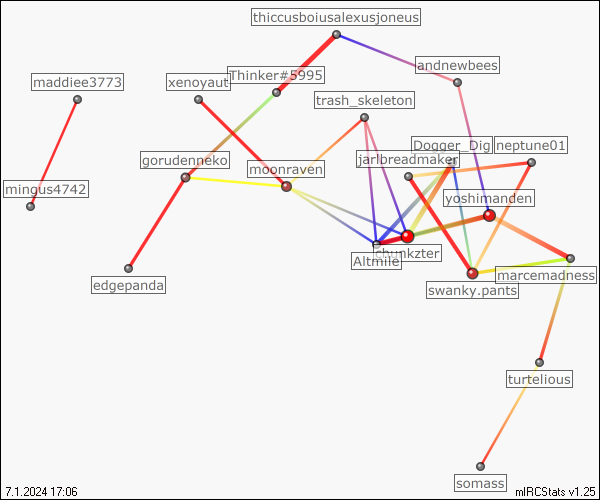 thiccusboiusalexusjoneus
andnewbees
maddiee3773
xenoyaut
Thinker#5995
trash_skeleton
Dogger_Dig
neptune01
gorudenneko
jarlbreadmaker
moonraven
mingus4742
yoshimanden
chunkzter
Altmile
edgepanda
marcemadness
swanky.pants
turtelious
somass
7.1.2024 17:06
mIRCStats v1.25